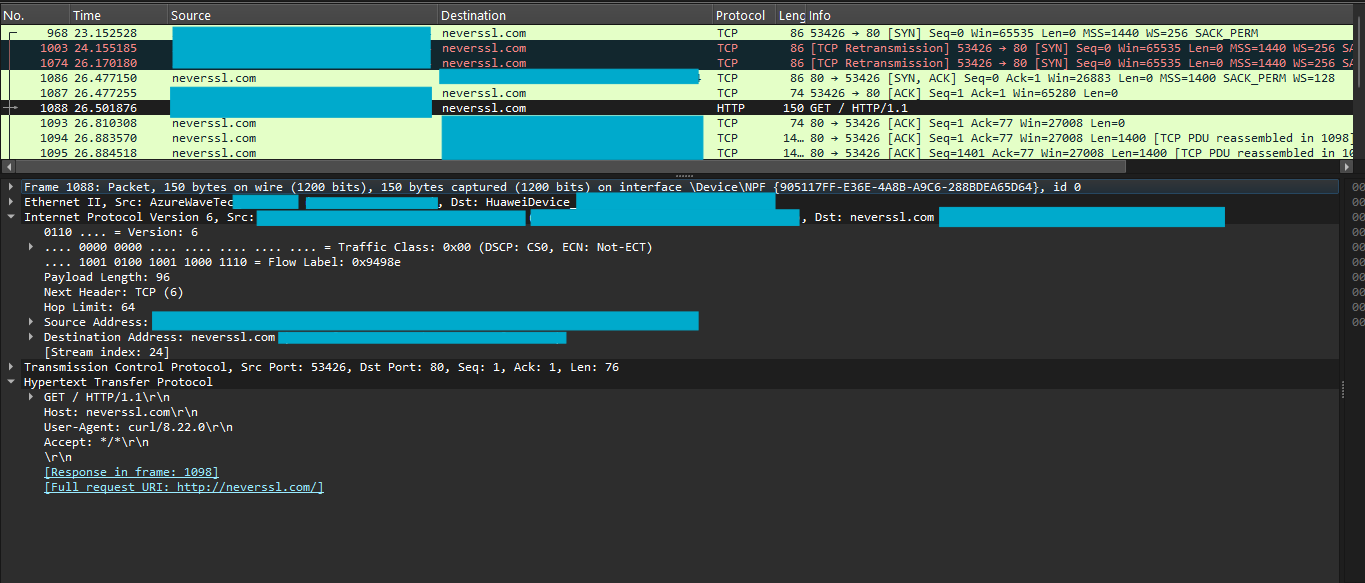 No. Time Source Destination Protocol Leng Info
968 23.152528 neverssl.com TCP 86 53426 → 80 [SYN] Seq=0 Win=65535 Len=0 MSS=1440 WS=256 SACK_PERM
1003 24.155185 neverssl.com TCP 86 [TCP Retransmission] 53426 → 80 [SYN] Seq=0 Win=65535 Len=0 MSS=1440 WS=256 SA
1074 26.170180 neverssl.com TCP 86 [TCP Retransmission] 53426 → 80 [SYN] Seq=0 Win=65535 Len=0 MSS=1440 WS=256 SA
1086 26.477150 neverssl.com TCP 86 80 → 53426 [SYN, ACK] Seq=0 Ack=1 Win=26883 Len=0 MSS=1400 SACK_PERM WS=128
1087 26.477255 neverssl.com TCP 74 53426 → 80 [ACK] Seq=1 Ack=1 Win=65280 Len=0
1088 26.501876 neverssl.com HTTP 150 GET / HTTP/1.1
1093 26.810308 neverssl.com TCP 74 80 → 53426 [ACK] Seq=1 Ack=77 Win=27008 Len=0
1094 26.883570 neverssl.com TCP 14… 80 → 53426 [ACK] Seq=1 Ack=77 Win=27008 Len=1400 [TCP PDU reassembled in 1098]
1095 26.884518 neverssl.com TCP 14… 80 → 53426 [ACK] Seq=1401 Ack=77 Win=27008 Len=1400 [TCP PDU reassembled in 10
Frame 1088: Packet, 150 bytes on wire (1200 bits), 150 bytes captured (1200 bits) on interface \Device\NPF_{905117FF-E36E-4A8B-A9C6-288BDEA65D64}, id 0
Ethernet II, Src: AzureWaveTec , Dst: HuaweiDevice_
Internet Protocol Version 6, Src: , Dst: neverssl.com
0110 .... = Version: 6
.... 0000 0000 .... .... .... .... .... = Traffic Class: 0x00 (DSCP: CS0, ECN: Not-ECT)
.... 1001 0100 1001 1000 1110 = Flow Label: 0x9498e
Payload Length: 96
Next Header: TCP (6)
Hop Limit: 64
Source Address:
Destination Address: neverssl.com
[Stream index: 24]
Transmission Control Protocol, Src Port: 53426, Dst Port: 80, Seq: 1, Ack: 1, Len: 76
Hypertext Transfer Protocol
GET / HTTP/1.1\r\n
Host: neverssl.com\r\n
User-Agent: curl/8.22.0\r\n
Accept: */*\r\n
\r\n
[Response in frame: 1098]
[Full request URI: http://neverssl.com/]